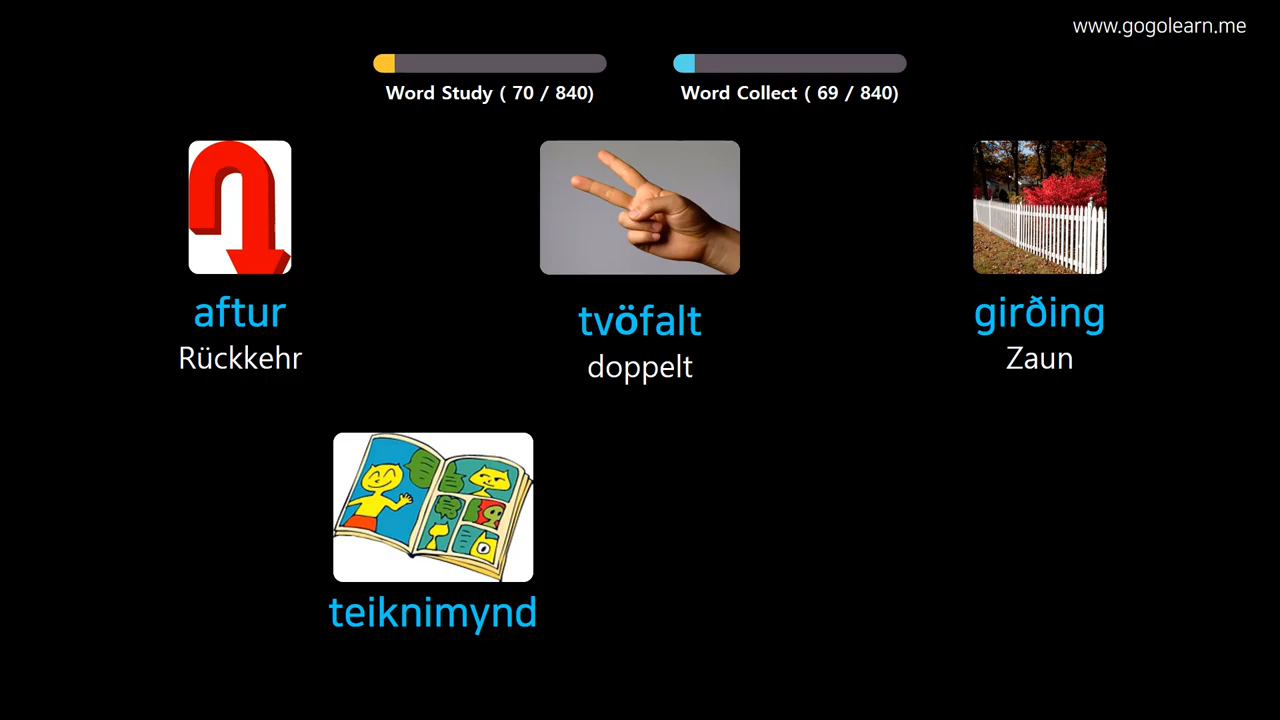 www.gogolearn.me
Word Study ( 70 / 840)
Word Collect ( 69 / 840)
aftur
Rückkehr
tvöfalt
doppelt
girðing
Zaun
teiknimynd